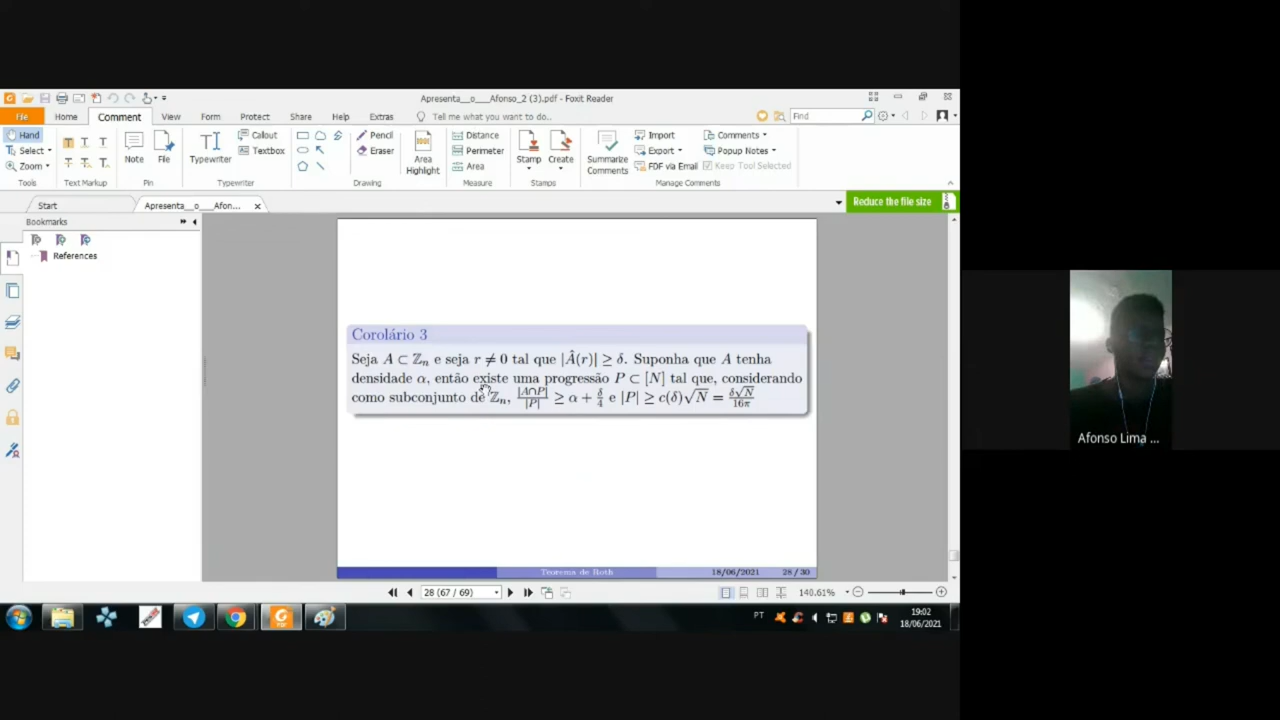 Apresenta__o___Afonso_2 (3).pdf - Foxit Reader
File Home Comment View Form Protect Share Help Extras Tell me what you want to do.. Find
Hand Select Zoom Tools
Text Markup
Note File Pin
Typewriter Callout Textbox Typewriter
Pencil Eraser Drawing
Area Highlight Distance Perimeter Area Measure
Stamp Create Stamps
Summarize Comments Import Export FDF via Email Comments Popup Notes Keep Tool Selected Manage Comments
Start Apresenta__o___Afon... Reduce the file size
Bookmarks
References
Corolário 3
Seja A ⊂ ℤₙ e seja r ≠ 0 tal que |Â(r)| ≥ δ. Suponha que A tenha
densidade α, então existe uma progressão P ⊂ [N] tal que, considerando
como subconjunto de ℤₙ, |A∩P|/|P| ≥ α + δ/4 e |P| ≥ c(δ)√N = δ√N/16π
Afonso Lima ...
Teorema de Roth 18/06/2021 28 / 30
28 (67 / 69) 140.61%
PT 19:02
18/06/2021